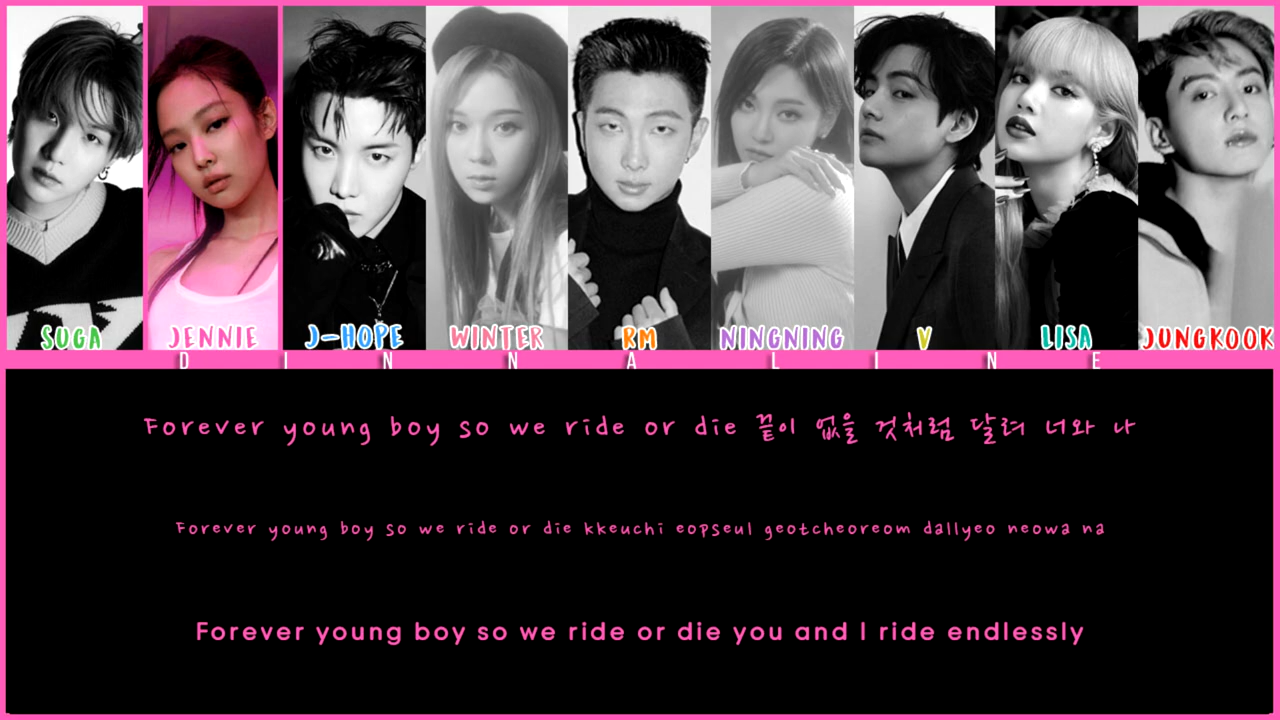 SUGA JENNIE J-HOPE WINTER RM NINGNING V LISA JUNGKOOK
D I N N A L I N E
Forever young boy so we ride or die 끝이 없을 것처럼 달려 너와 나
Forever young boy so we ride or die kkeuchi eopseul geotcheoreom dallyeo neowa na
Forever young boy so we ride or die you and I ride endlessly